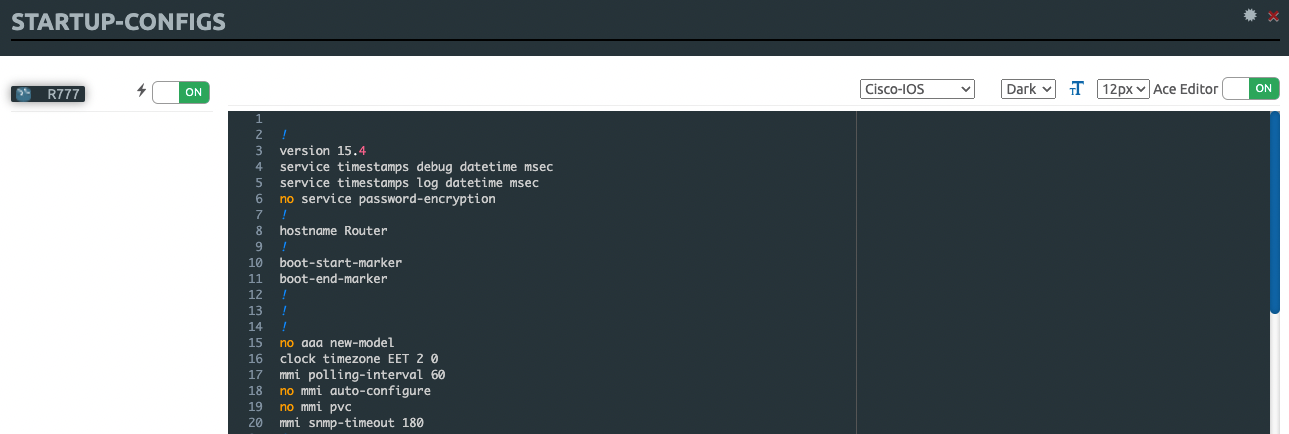 STARTUP-CONFIGS
R777
ON
Cisco-IOS
Dark
12px
Ace Editor
ON
1
2 !
3 version 15.4
4 service timestamps debug datetime msec
5 service timestamps log datetime msec
6 no service password-encryption
7 !
8 hostname Router
9 !
10 boot-start-marker
11 boot-end-marker
12 !
13 !
14 !
15 no aaa new-model
16 clock timezone EET 2 0
17 mmi polling-interval 60
18 no mmi auto-configure
19 no mmi pvc
20 mmi snmp-timeout 180